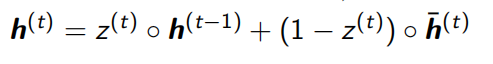 h^(t) = z^(t) ∘ h^(t−1) + (1 − z^(t)) ∘ h̄^(t)